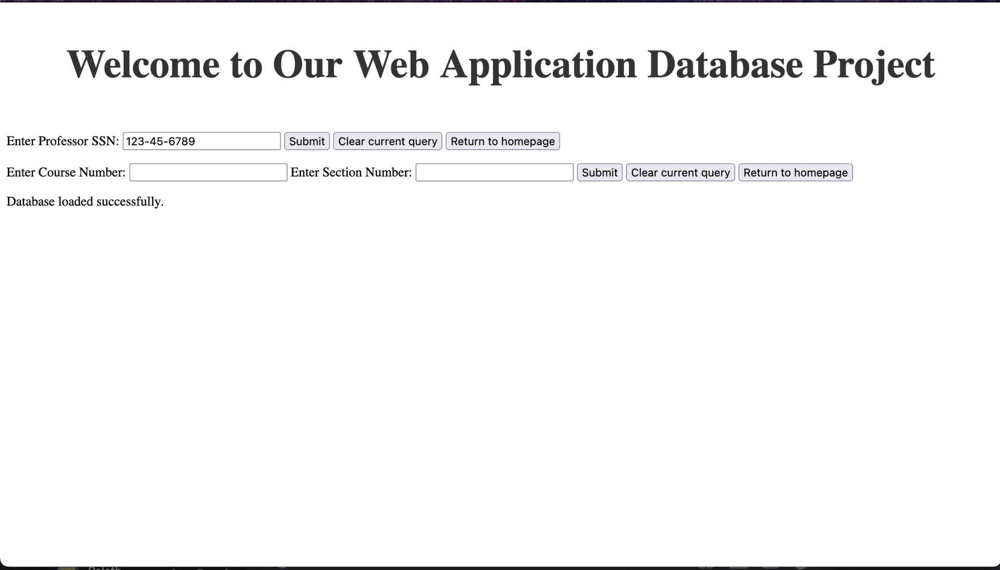 Welcome to Our Web Application Database Project
Enter Professor SSN: 123-45-6789 Submit Clear current query Return to homepage
Enter Course Number: Enter Section Number: Submit Clear current query Return to homepage
Database loaded successfully.